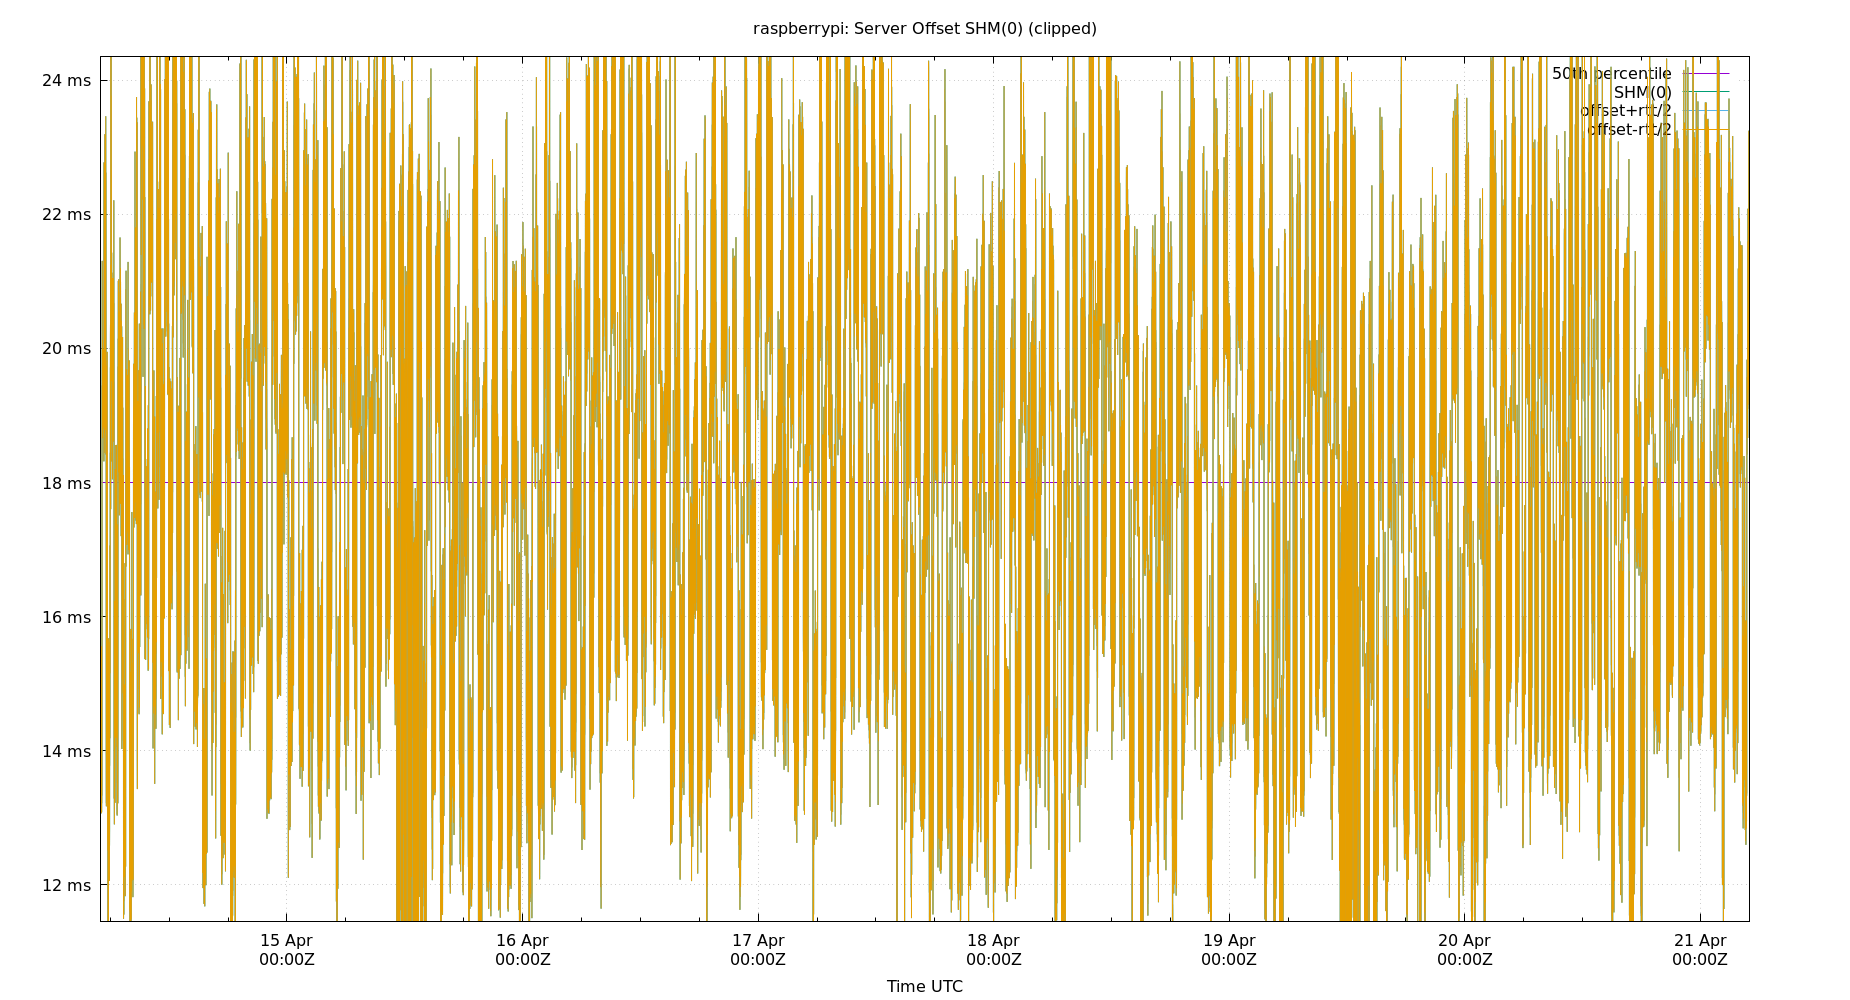 raspberrypi: Server Offset SHM(0) (clipped)
24 ms
22 ms
20 ms
18 ms
16 ms
14 ms
12 ms
50th percentile
SHM(0)
offset+rtt/2
offset-rtt/2
15 Apr
00:00Z
16 Apr
00:00Z
17 Apr
00:00Z
18 Apr
00:00Z
19 Apr
00:00Z
20 Apr
00:00Z
21 Apr
00:00Z
Time UTC